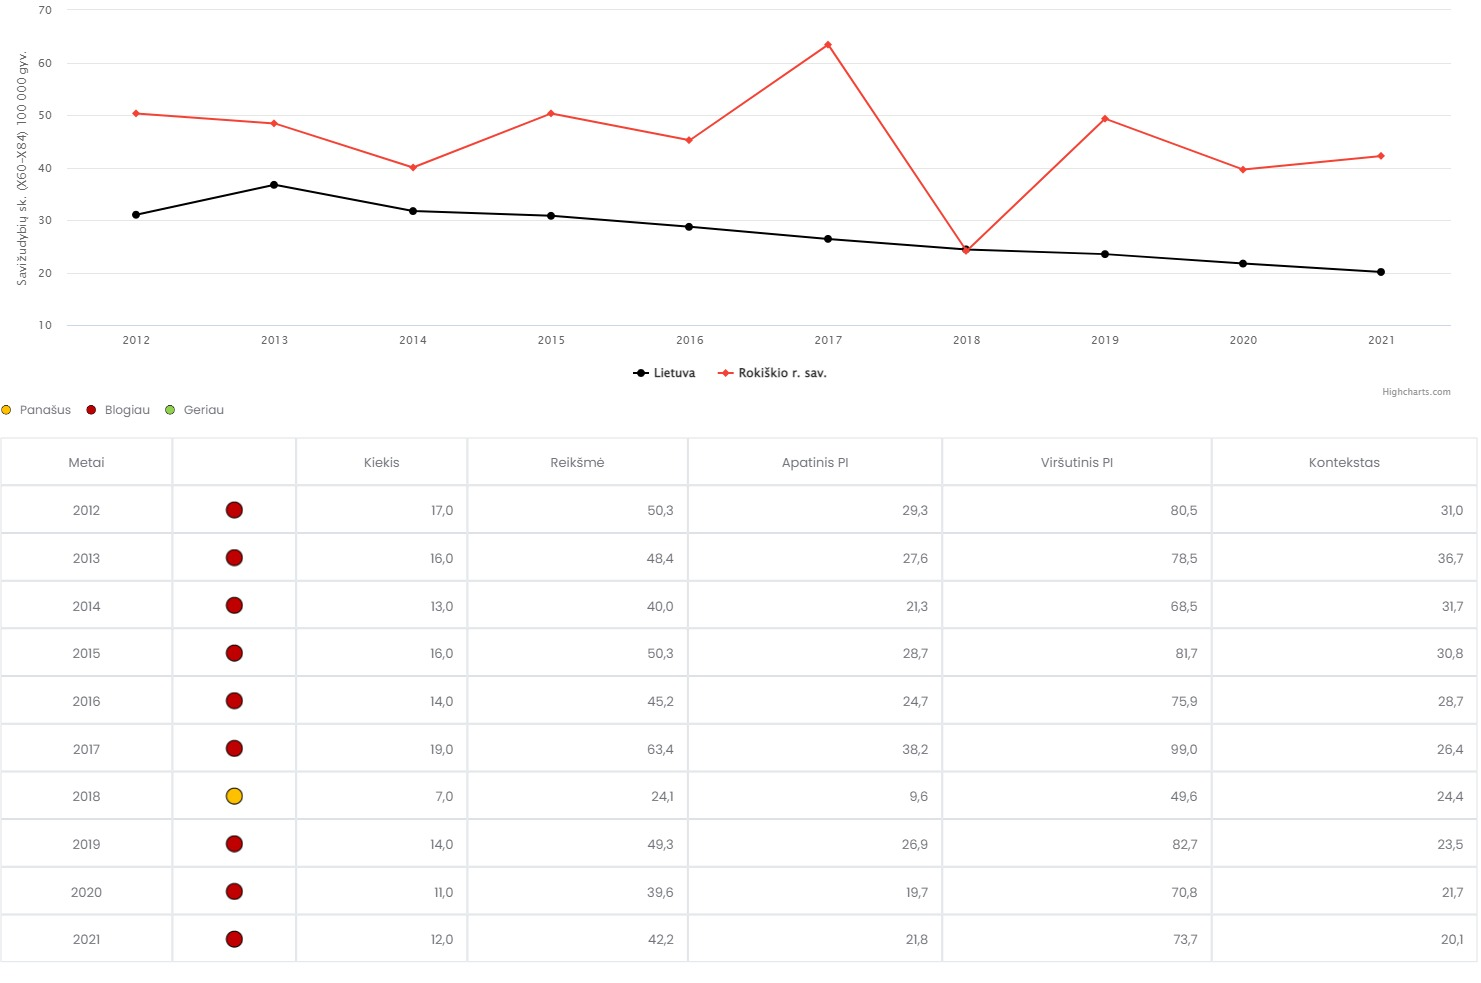 70
60
50
40
30
20
10
Savižudybių sk. (X60-X84) 100 000 gyv.
2012 2013 2014 2015 2016 2017 2018 2019 2020 2021
Lietuva Rokiškio r. sav.
Highcharts.com
Panašus Blogiau Geriau
Metai Kiekis Reikšmė Apatinis PI Viršutinis PI Kontekstas
2012 17,0 50,3 29,3 80,5 31,0
2013 16,0 48,4 27,6 78,5 36,7
2014 13,0 40,0 21,3 68,5 31,7
2015 16,0 50,3 28,7 81,7 30,8
2016 14,0 45,2 24,7 75,9 28,7
2017 19,0 63,4 38,2 99,0 26,4
2018 7,0 24,1 9,6 49,6 24,4
2019 14,0 49,3 26,9 82,7 23,5
2020 11,0 39,6 19,7 70,8 21,7
2021 12,0 42,2 21,8 73,7 20,1